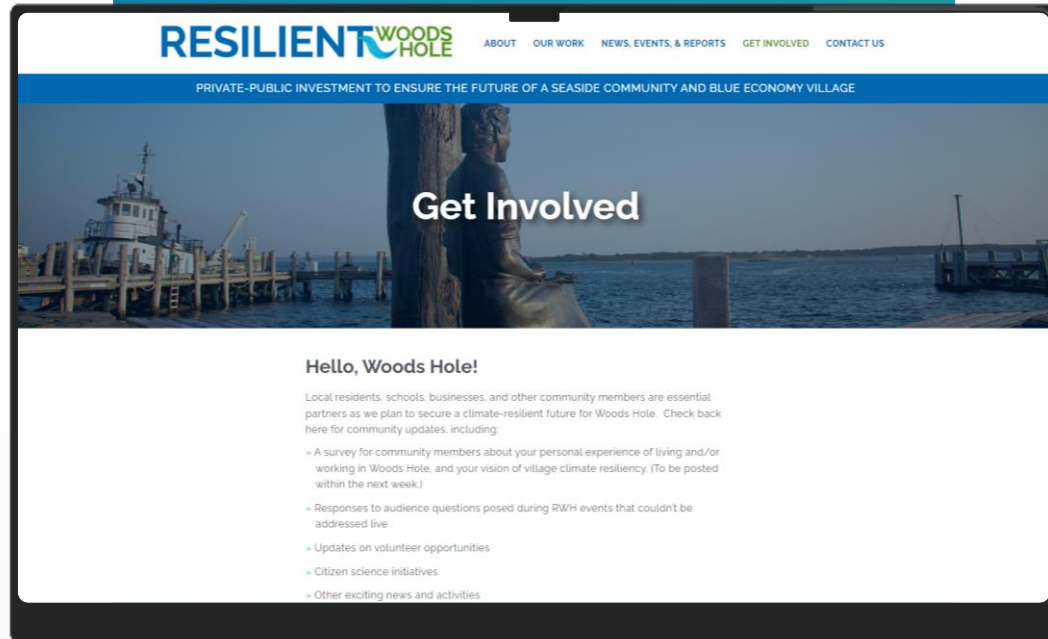 RESILIENT WOODS HOLE
ABOUT OUR WORK NEWS, EVENTS, & REPORTS GET INVOLVED CONTACT US
PRIVATE-PUBLIC INVESTMENT TO ENSURE THE FUTURE OF A SEASIDE COMMUNITY AND BLUE ECONOMY VILLAGE
Get Involved
Hello, Woods Hole!
Local residents, schools, businesses, and other community members are essential
partners as we plan to secure a climate-resilient future for Woods Hole. Check back
here for community updates, including:
» A survey for community members about your personal experience of living and/or
working in Woods Hole, and your vision of village climate resiliency. (To be posted
within the next week.)
» Responses to audience questions posed during RWH events that couldn't be
addressed live
» Updates on volunteer opportunities
» Citizen science initiatives
» Other exciting news and activities